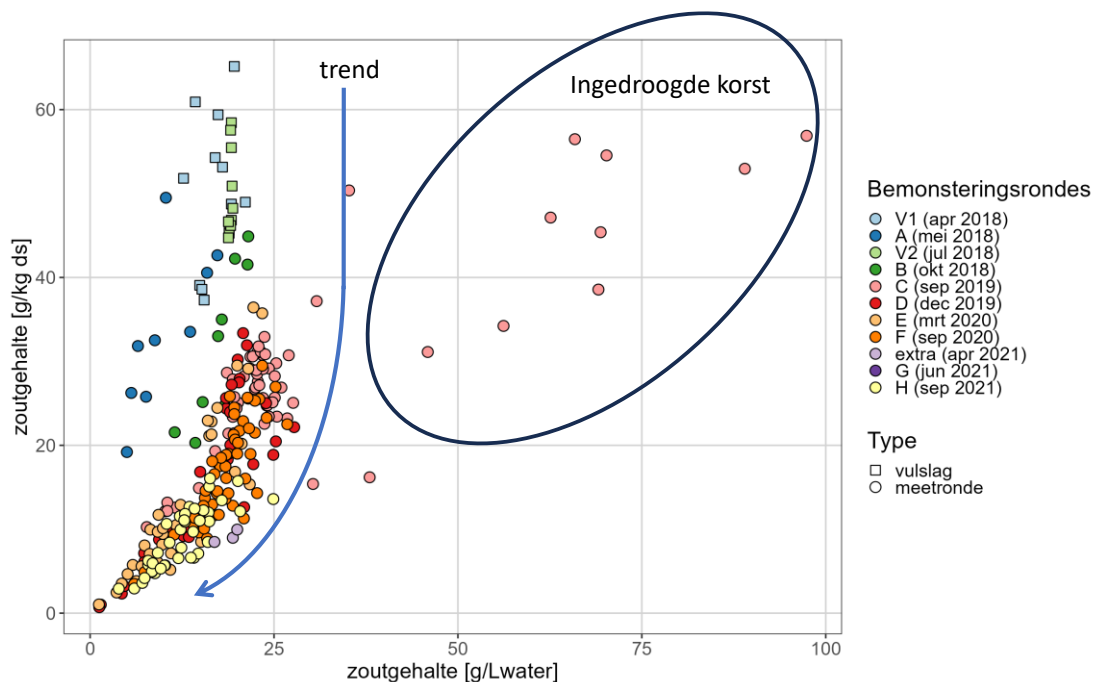 trend
Ingedroogde korst
60
40
20
0
zoutgehalte [g/kg ds]
0 25 50 75 100
zoutgehalte [g/Lwater]
Bemonsteringsrondes
V1 (apr 2018)
A (mei 2018)
V2 (jul 2018)
B (okt 2018)
C (sep 2019)
D (dec 2019)
E (mrt 2020)
F (sep 2020)
extra (apr 2021)
G (jun 2021)
H (sep 2021)
Type
vulslag
meetronde